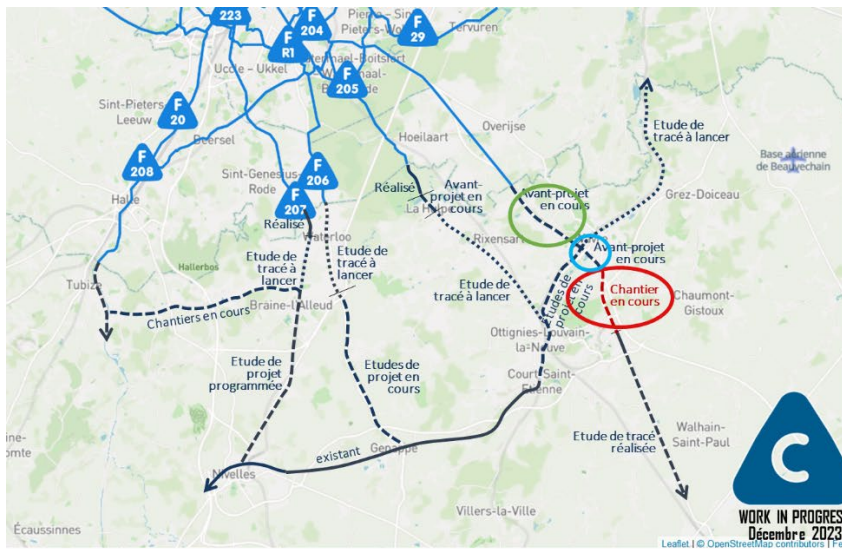 F
223
F
204
F
R1
F
29
Tervuren
Uccle - Ukkel
F
205
Sint-Pieters
Leeuw
F
20
Beersel
Hoeilaart
Overijse
Etude de
tracé à lancer
Base aérienne
de Beauvechain
F
208
Halle
Sint-Genesius-
Rode
F
206
F
207
Réalisé
Réalisé
Avant-
projet en
cours
La Hulpe
Avant-projet
en cours
Grez-Doiceau
Waterloo
Rixensart
Avant-projet
en cours
Hallerbos
Etude de
tracé à
lancer
Etude de
tracé à
lancer
Tubize
Etude de
tracé à lancer
Etudes de
projet en
cours
Chantier
en cours
Chaumont-
Gistoux
Chantiers en cours
Braine-l'Alleud
Ottignies-Louvain-
la-Neuve
Etude de
projet
programmée
Etudes de
projet en
cours
Court-Saint-
Etienne
Etude de tracé
réalisée
Walhain-
Saint-Paul
existant
Genappe
Nivelles
Villers-la-Ville
Écaussinnes
WORK IN PROGRES
Décembre 2023
Leaflet | © OpenStreetMap contributors | Fe